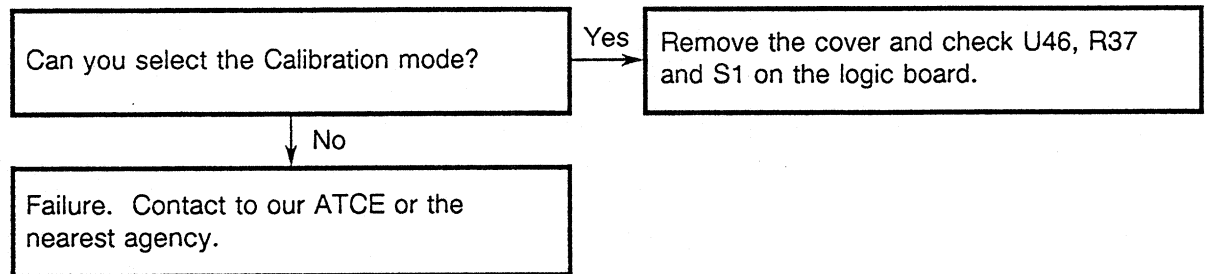 Can you select the Calibration mode?
Yes
Remove the cover and check U46, R37
and S1 on the logic board.
No
Failure. Contact to our ATCE or the
nearest agency.